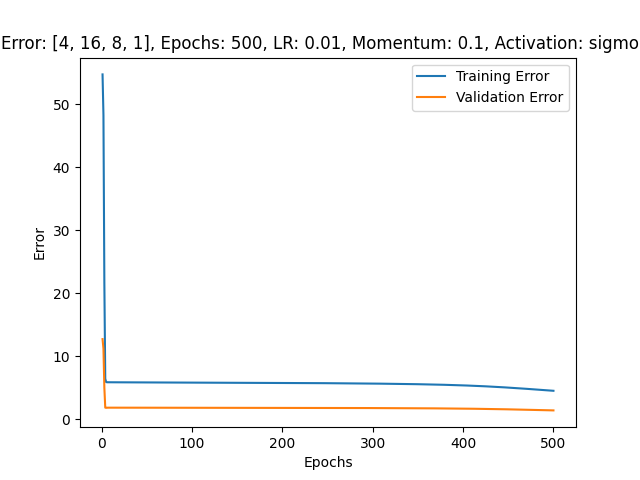 Error: [4, 16, 8, 1], Epochs: 500, LR: 0.01, Momentum: 0.1, Activation: sigmo
Training Error
Validation Error
50
40
30
20
10
0
Error
0 100 200 300 400 500
Epochs